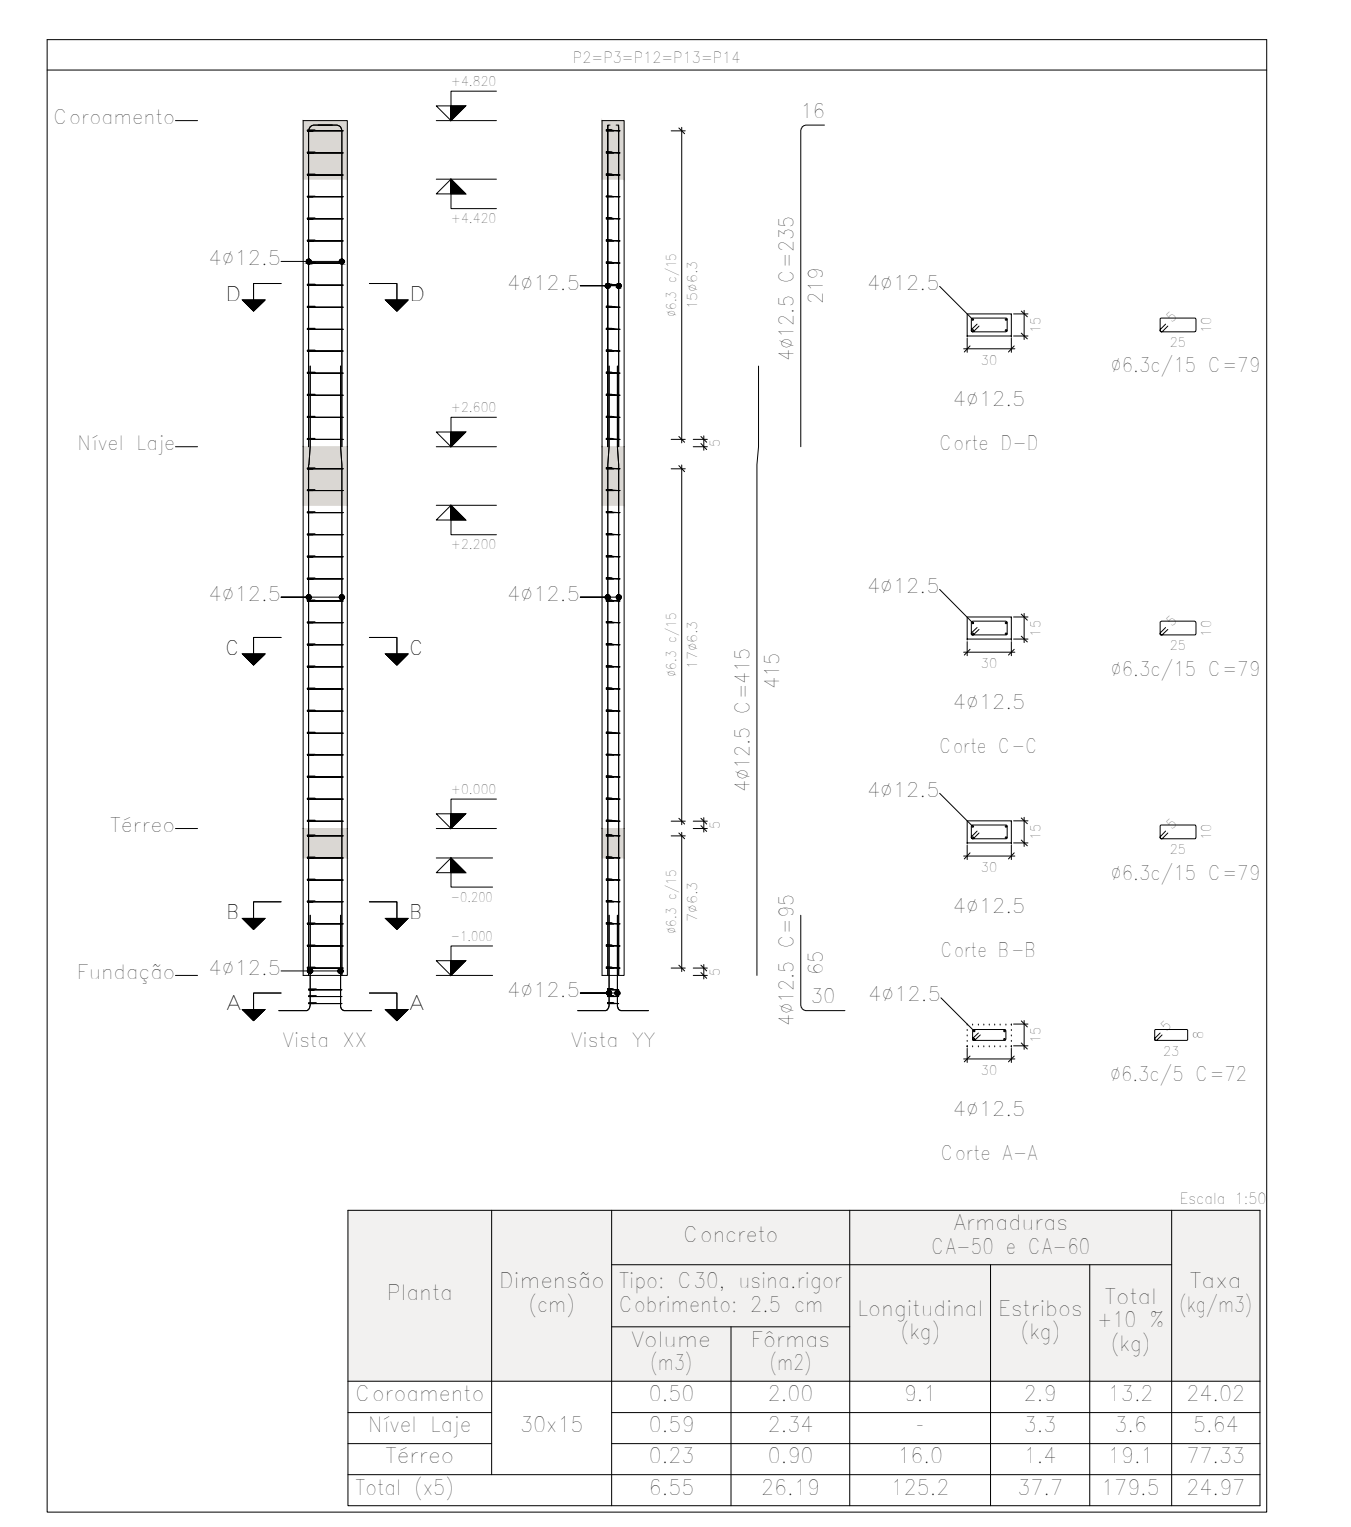 P2=P3=P12=P13=P14
Coroamento
+4.820
+4.420
4ø12.5
D
D
4ø12.5
ø6.3 c/15
15ø6.3
4ø12.5 C=235
219
16
4ø12.5
30
15
4ø12.5
Corte D-D
5
25
10
ø6.3c/15 C=79
Nível Laje
+2.600
+2.200
5
4ø12.5
C
C
4ø12.5
ø6.3 c/15
17ø6.3
4ø12.5 C=415
415
4ø12.5
30
15
4ø12.5
Corte C-C
5
25
10
ø6.3c/15 C=79
Térreo
+0.000
-0.200
5
B
B
ø6.3 c/15
7ø6.3
4ø12.5
30
15
4ø12.5
Corte B-B
5
25
10
ø6.3c/15 C=79
Fundação
-1.000
5
4ø12.5
A
A
4ø12.5
4ø12.5 C=95
65
30
4ø12.5
30
15
4ø12.5
Corte A-A
5
23
8
ø6.3c/5 C=72
Vista XX
Vista YY
Escala 1:50
Planta
Dimensão
(cm)
Concreto
Armaduras
CA-50 e CA-60
Taxa
(kg/m3)
Tipo: C30, usina.rigor
Cobrimento: 2.5 cm
Longitudinal
(kg)
Estribos
(kg)
Total
+10 %
(kg)
Volume
(m3)
Fôrmas
(m2)
Coroamento 30x15 0.50 2.00 9.1 2.9 13.2 24.02
Nível Laje 0.59 2.34 - 3.3 3.6 5.64
Térreo 0.23 0.90 16.0 1.4 19.1 77.33
Total (x5) 6.55 26.19 125.2 37.7 179.5 24.97